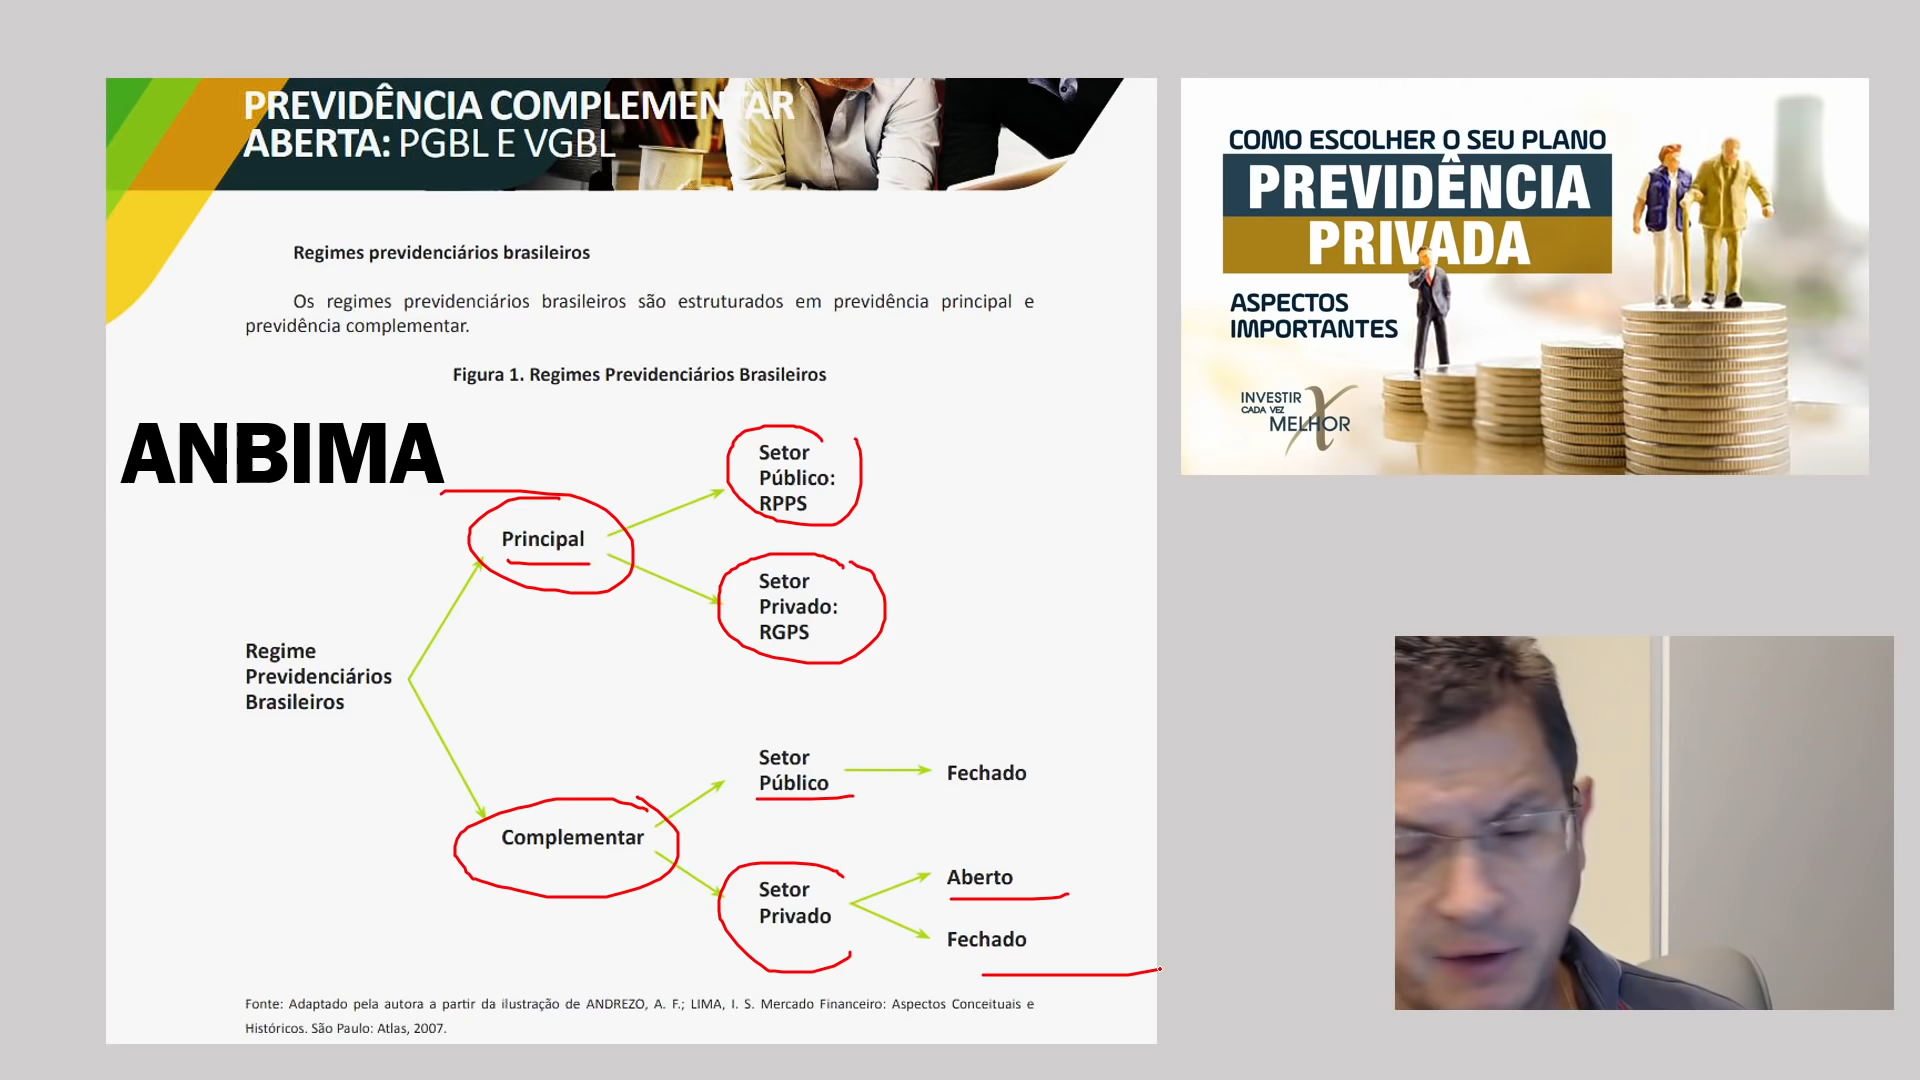 PREVIDÊNCIA COMPLEMENTAR
ABERTA: PGBL E VGBL
Regimes previdenciários brasileiros
Os regimes previdenciários brasileiros são estruturados em previdência principal e
previdência complementar.
Figura 1. Regimes Previdenciários Brasileiros
ANBIMA
Setor
Público:
RPPS
Principal
Setor
Privado:
RGPS
Regime
Previdenciários
Brasileiros
Setor
Público
Fechado
Complementar
Setor
Privado
Aberto
Fechado
Fonte: Adaptado pela autora a partir da ilustração de ANDREZO, A. F.; LIMA, I. S. Mercado Financeiro: Aspectos Conceituais e
Históricos. São Paulo: Atlas, 2007.
COMO ESCOLHER O SEU PLANO
PREVIDÊNCIA
PRIVADA
ASPECTOS
IMPORTANTES
INVESTIR
CADA VEZ
MELHOR
X